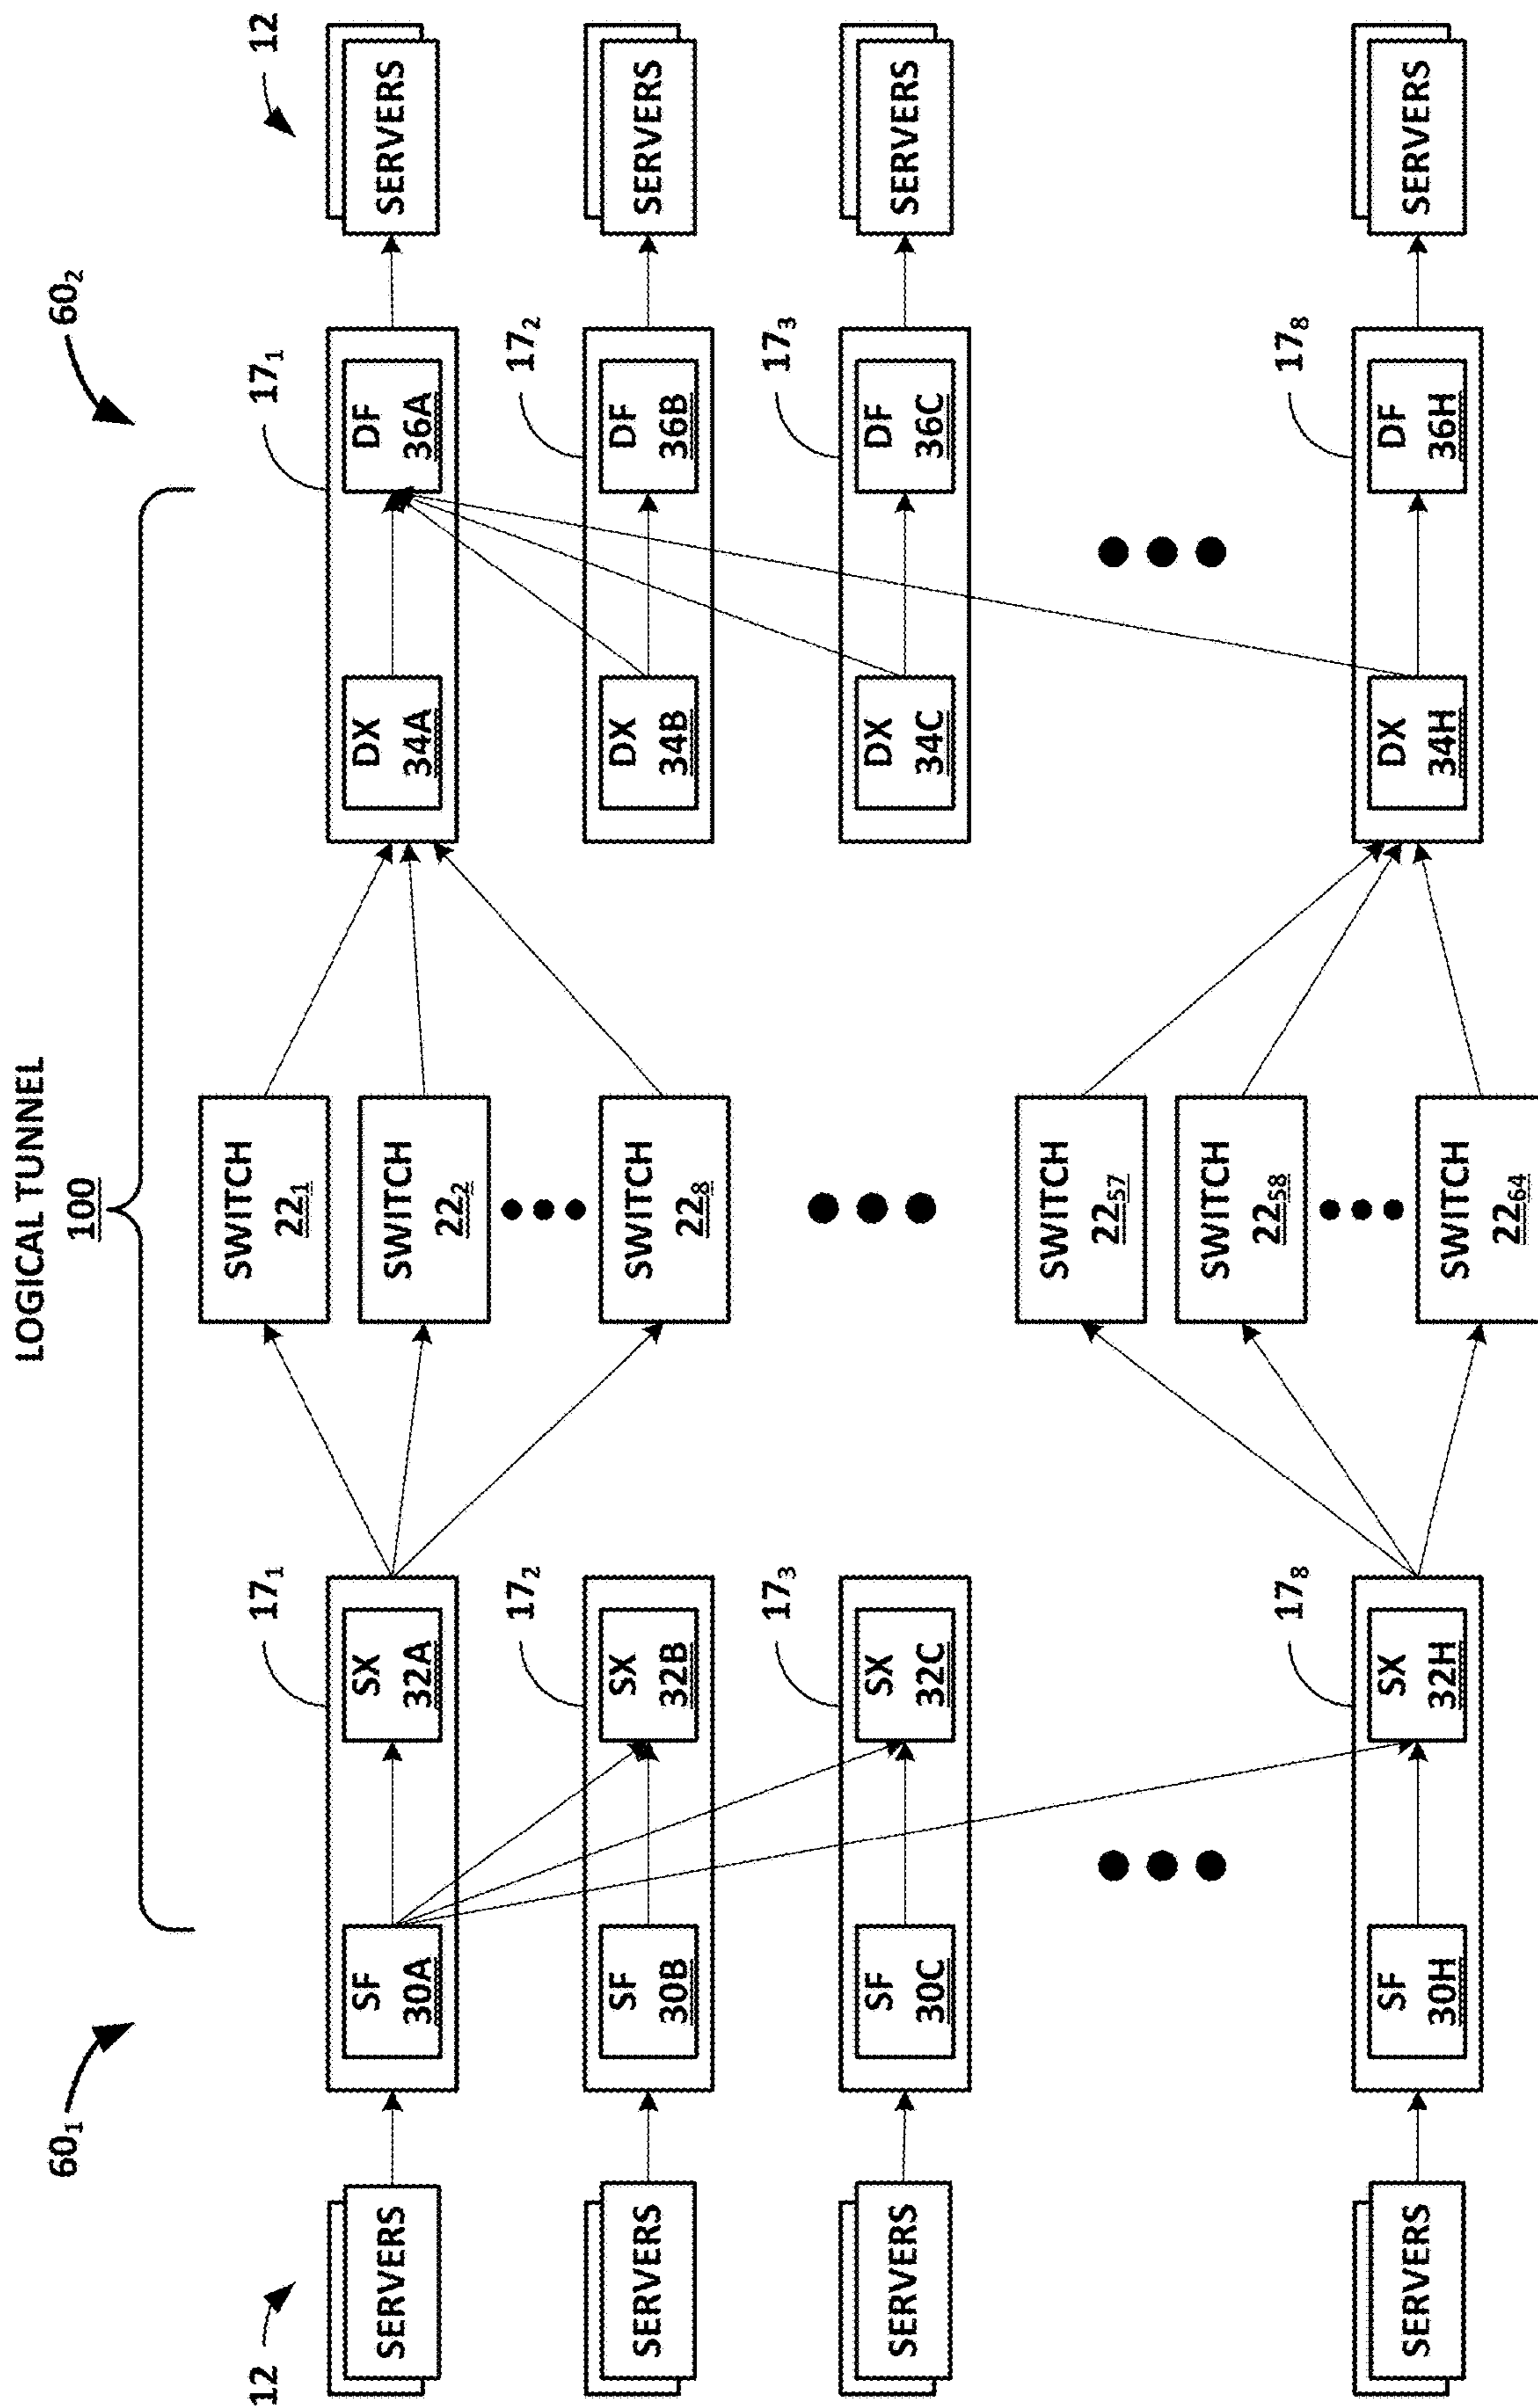 LOGICAL TUNNEL
100
60₁
60₂
12
12
SERVERS
17₁
SF
30A
SX
32A
SWITCH
22₁
SWITCH
22₂
SWITCH
22₈
17₁
DX
34A
DF
36A
SERVERS
SERVERS
17₂
SF
30B
SX
32B
17₂
DX
34B
DF
36B
SERVERS
SERVERS
17₃
SF
30C
SX
32C
17₃
DX
34C
DF
36C
SERVERS
SERVERS
17₈
SF
30H
SX
32H
SWITCH
22₅₇
SWITCH
22₅₈
SWITCH
22₆₄
17₈
DX
34H
DF
36H
SERVERS